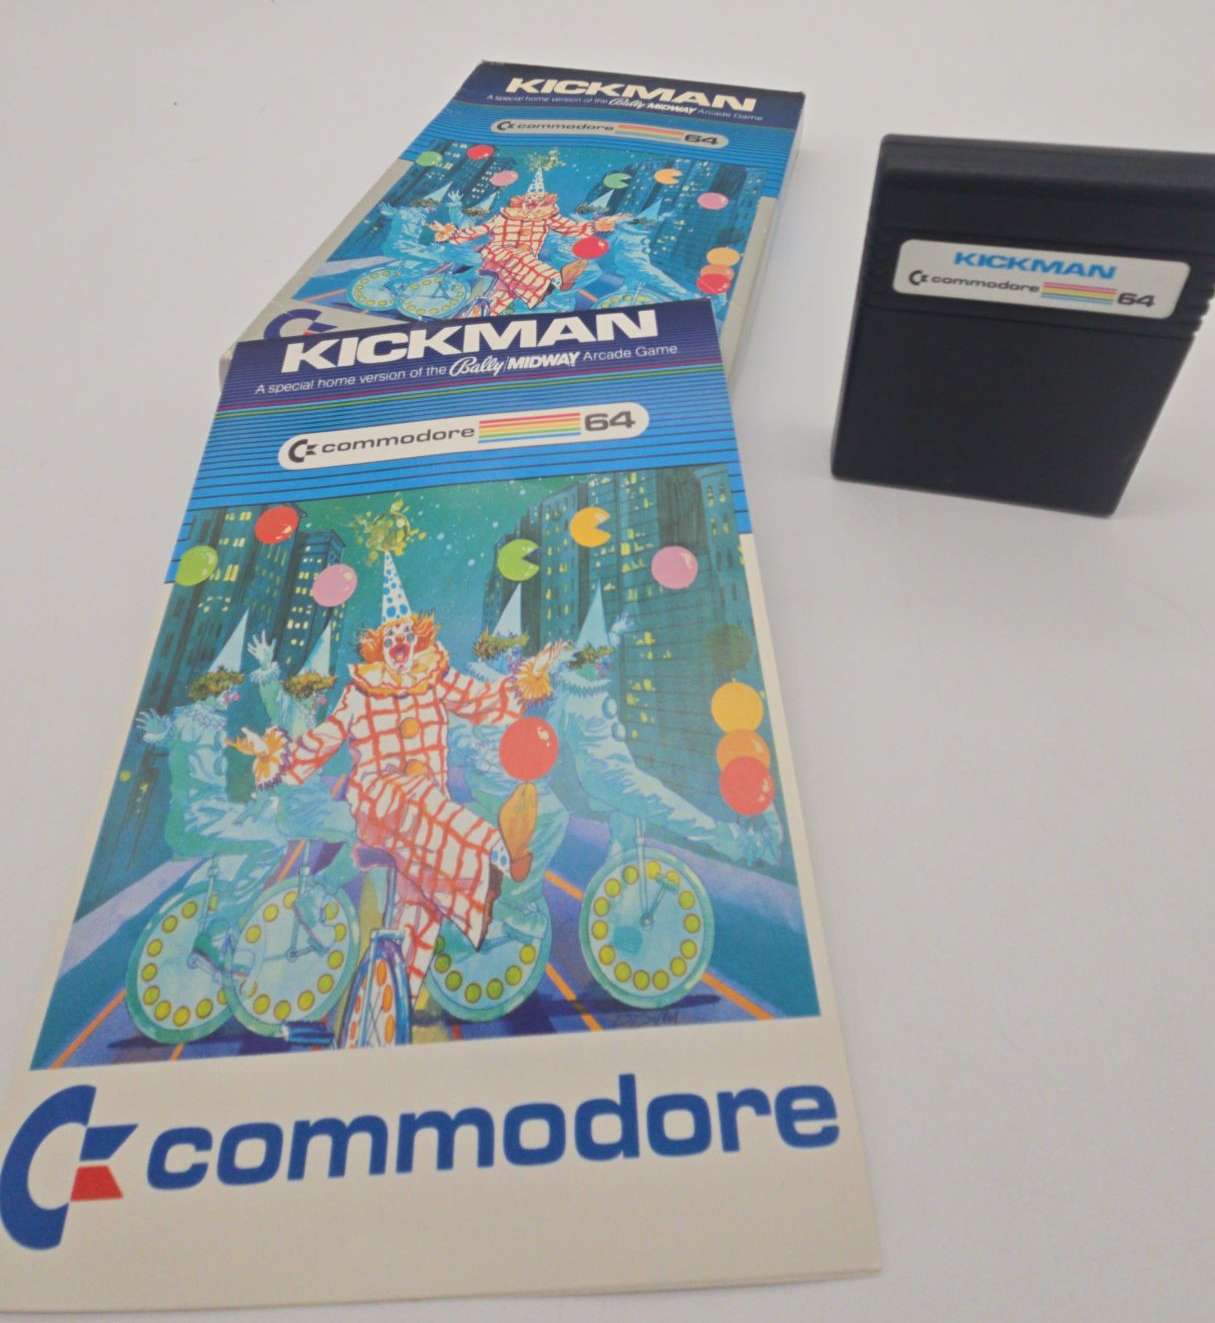 KICKMAN
A special home version of the Bally MIDWAY Arcade Game
commodore 64
KICKMAN
commodore 64
KICKMAN
A special home version of the Bally MIDWAY Arcade Game
commodore 64
commodore